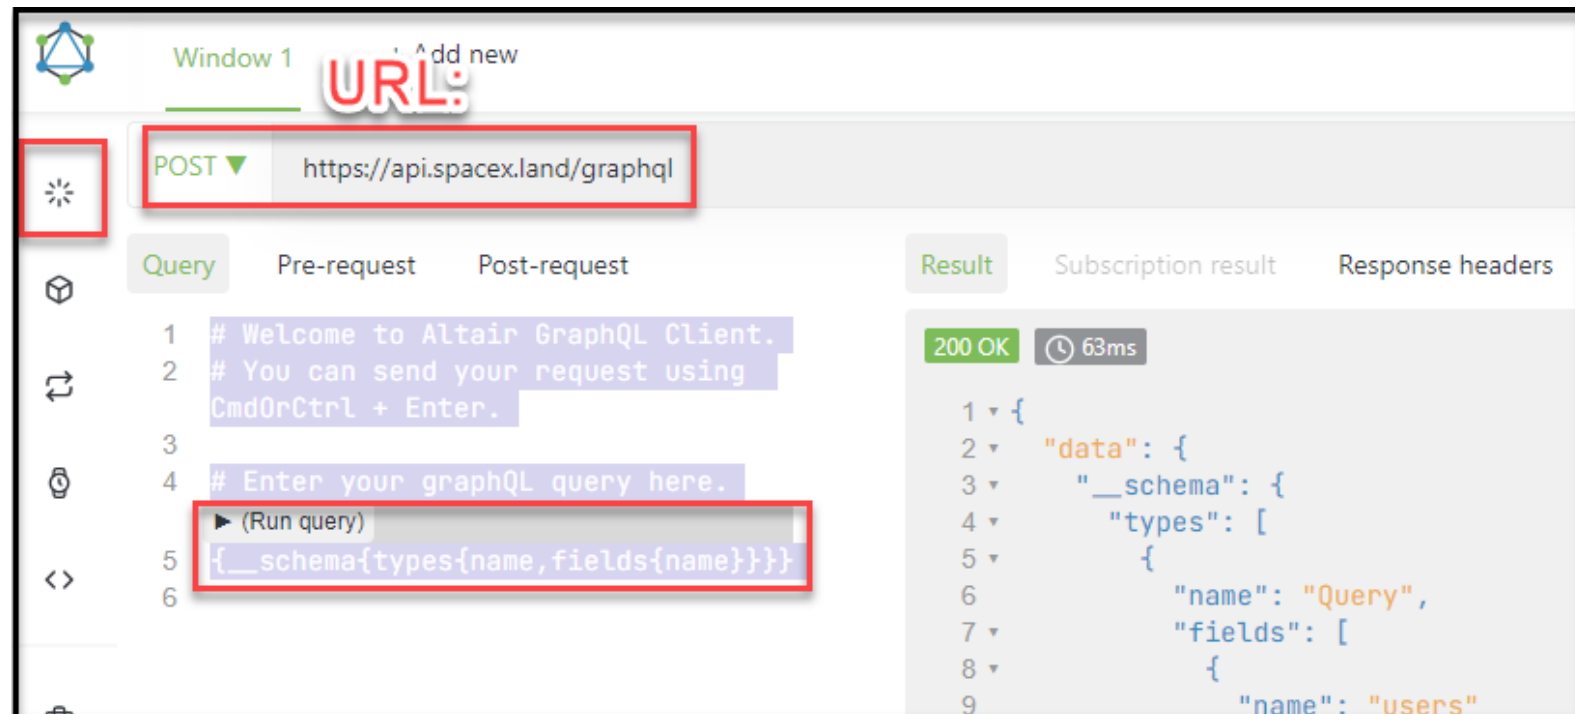 Window 1
+ Add new
URL:
POST ▼
https://api.spacex.land/graphql
Query
Pre-request
Post-request
1 # Welcome to Altair GraphQL Client.
2 # You can send your request using
CmdOrCtrl + Enter.
3
4 # Enter your graphQL query here.
► (Run query)
5 {__schema{types{name,fields{name}}}}
6
Result
Subscription result
Response headers
200 OK
63ms
1 ▾ {
2 ▾ "data": {
3 ▾ "__schema": {
4 ▾ "types": [
5 ▾ {
6 "name": "Query",
7 ▾ "fields": [
8 ▾ {
9 "name": "users"